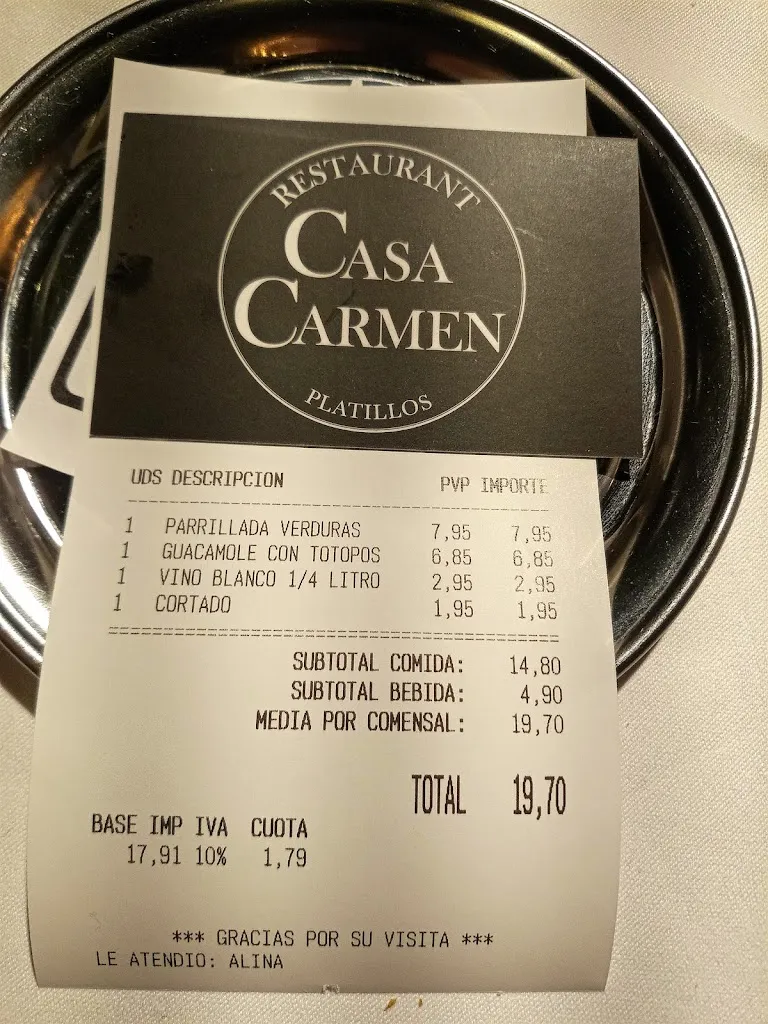 RESTAURANT
CASA
CARMEN
PLATILLOS
UDS DESCRIPCION PVP IMPORTE
1 PARRILLADA VERDURAS 7,95 7,95
1 GUACAMOLE CON TOTOPOS 6,85 6,85
1 VINO BLANCO 1/4 LITRO 2,95 2,95
1 CORTADO 1,95 1,95
SUBTOTAL COMIDA: 14,80
SUBTOTAL BEBIDA: 4,90
MEDIA POR COMENSAL: 19,70
TOTAL 19,70
BASE IMP IVA CUOTA
17,91 10% 1,79
*** GRACIAS POR SU VISITA ***
LE ATENDIO: ALINA